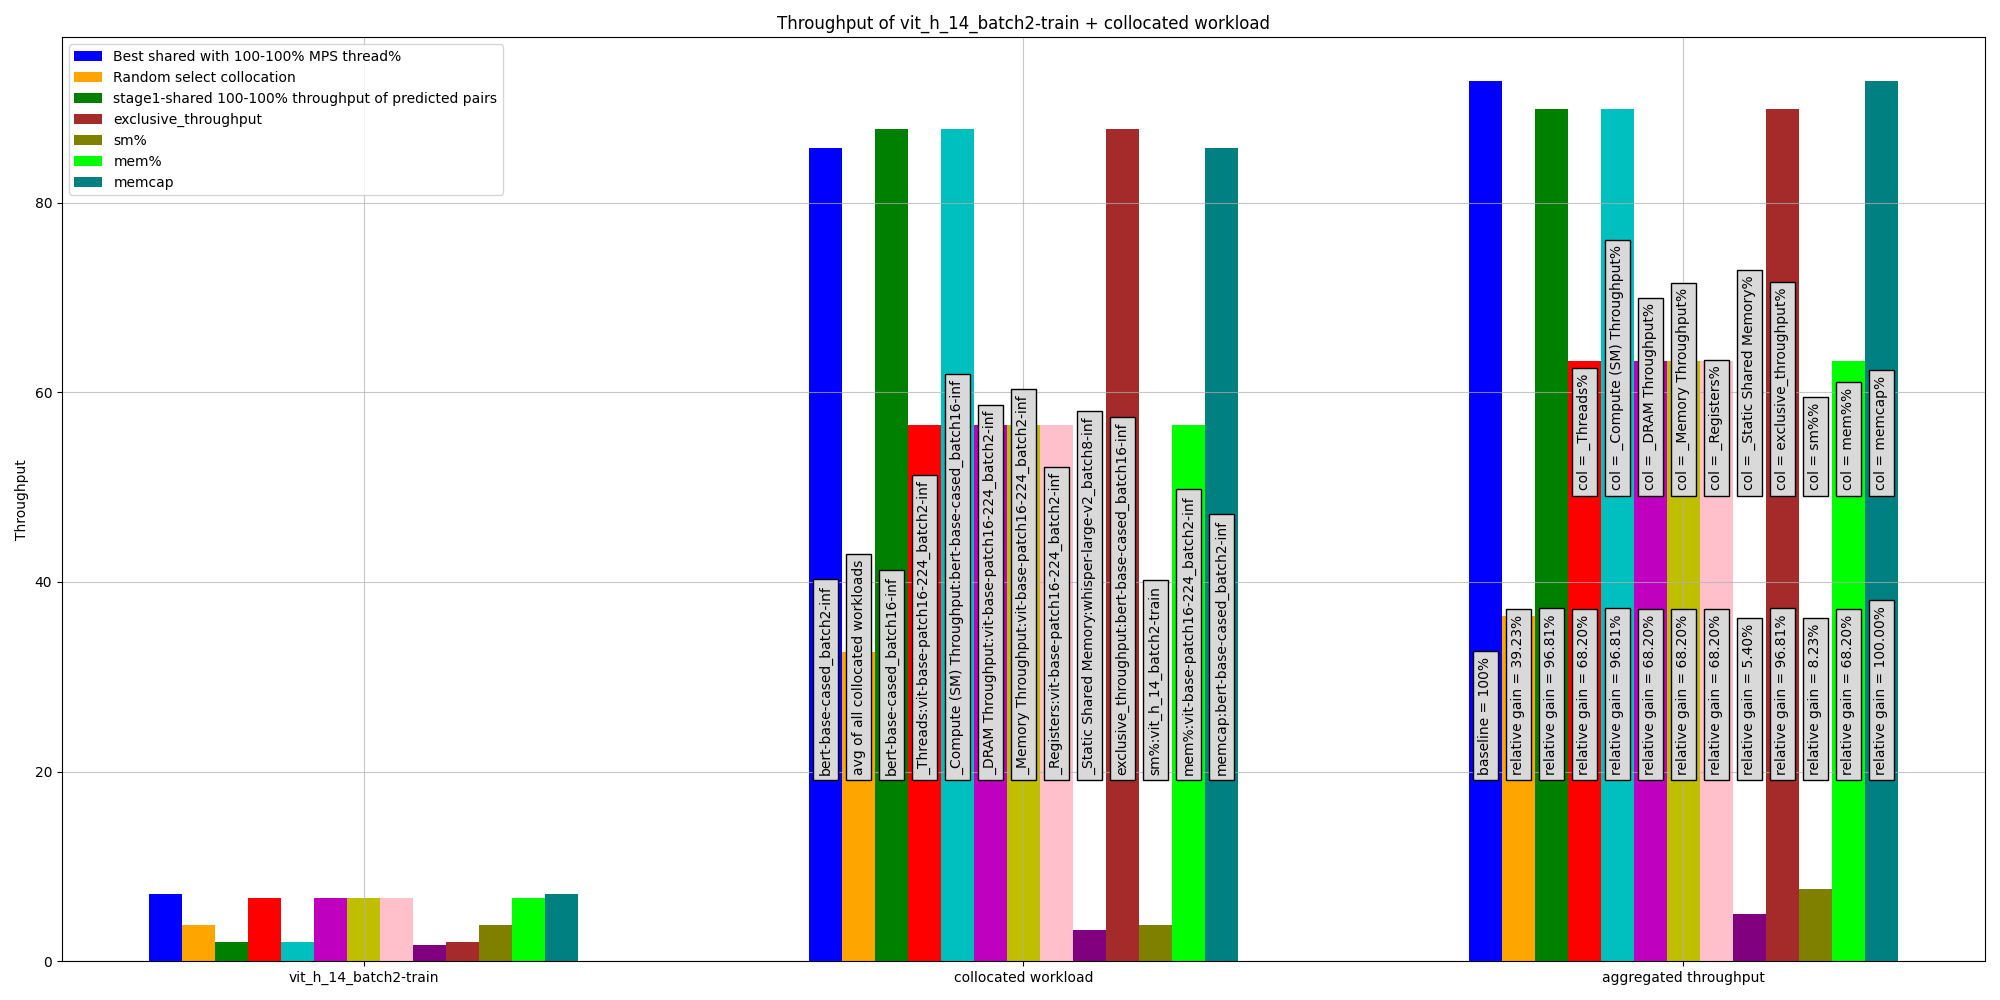 Throughput of vit_h_14_batch2-train + collocated workload
Best shared with 100-100% MPS thread%
Random select collocation
stage1-shared 100-100% throughput of predicted pairs
exclusive_throughput
sm%
mem%
memcap
Throughput
80
60
40
20
0
bert-base-cased_batch2-inf
avg of all collocated workloads
bert-base-cased_batch16-inf
_Threads:vit-base-patch16-224_batch2-inf
_Compute (SM) Throughput:bert-base-cased_batch16-inf
_DRAM Throughput:vit-base-patch16-224_batch2-inf
_Memory Throughput:vit-base-patch16-224_batch2-inf
_Registers:vit-base-patch16-224_batch2-inf
_Static Shared Memory:whisper-large-v2_batch8-inf
exclusive_throughput:bert-base-cased_batch16-inf
sm%:vit_h_14_batch2-train
mem%:vit-base-patch16-224_batch2-inf
memcap:bert-base-cased_batch2-inf
col = _Threads%
col = _Compute (SM) Throughput%
col = _DRAM Throughput%
col = _Memory Throughput%
col = _Registers%
col = _Static Shared Memory%
col = exclusive_throughput%
col = sm%%
col = mem%%
col = memcap%
baseline = 100%
relative gain = 39.23%
relative gain = 96.81%
relative gain = 68.20%
relative gain = 96.81%
relative gain = 68.20%
relative gain = 68.20%
relative gain = 68.20%
relative gain = 5.40%
relative gain = 96.81%
relative gain = 8.23%
relative gain = 68.20%
relative gain = 100.00%
vit_h_14_batch2-train
collocated workload
aggregated throughput